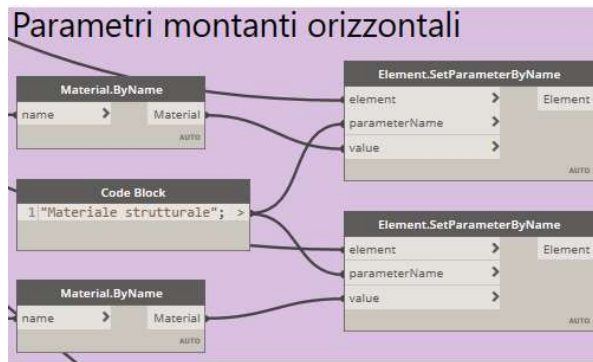 Parametri montanti orizzontali
Material.ByName
name > Material
AUTO
Code Block
1 "Materiale strutturale"; >
Material.ByName
name > Material
AUTO
Element.SetParameterByName
element > Element
parameterName >
value >
AUTO
Element.SetParameterByName
element > Element
parameterName >
value >
AUTO